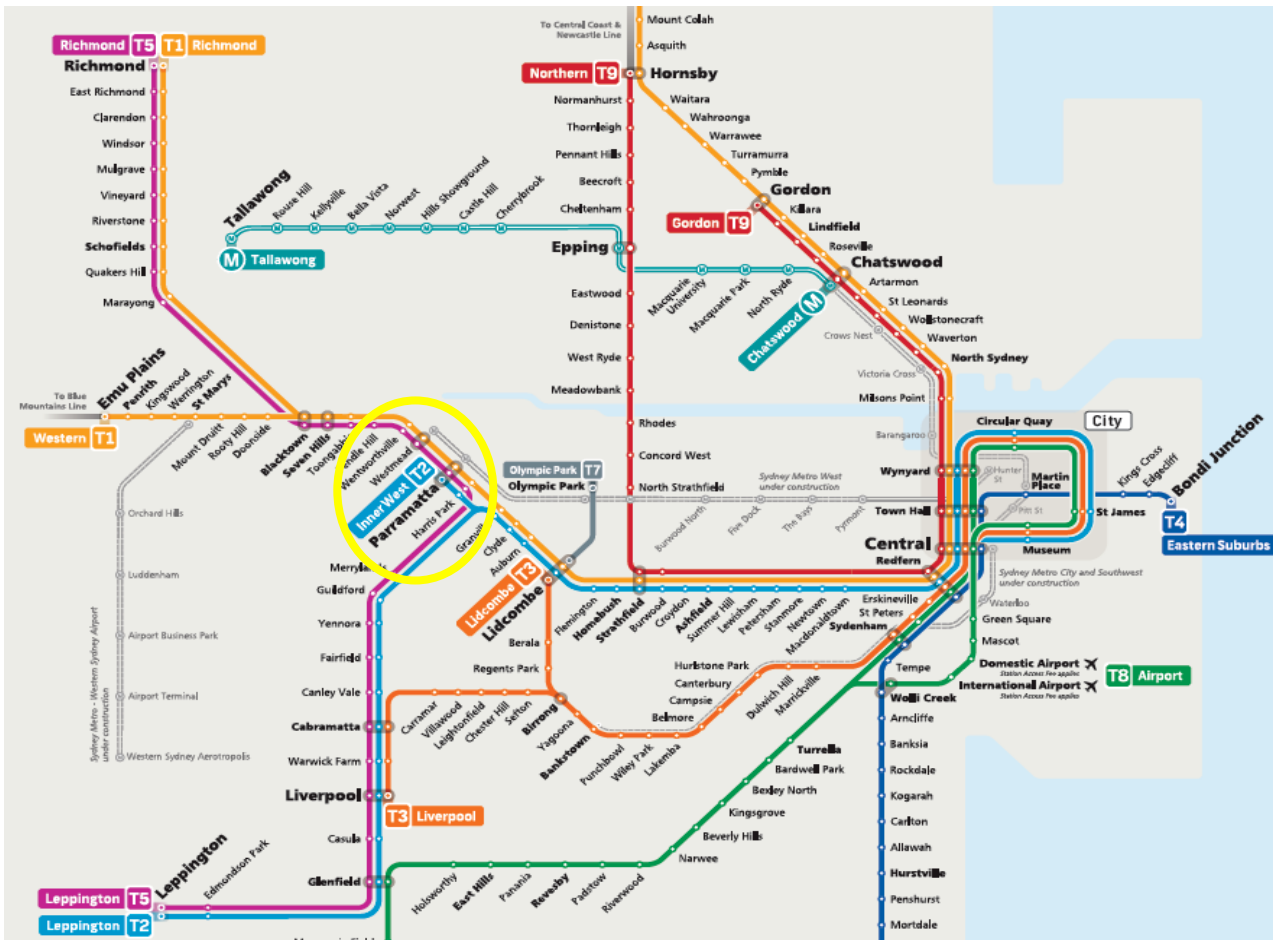 To Central Coast &
Newcastle Line
Mount Colah
Asquith
Richmond T5 T1 Richmond
Richmond
Northern T9 Hornsby
East Richmond
Clarendon
Windsor
Mulgrave
Vineyard
Riverstone
Schofields
Quakers Hill
Marayong
Normanhurst
Thornleigh
Pennant Hills
Beecroft
Cheltenham
Epping
Eastwood
Denistone
West Ryde
Meadowbank
Rhodes
Concord West
North Strathfield
Waitara
Wahroonga
Warrawee
Turramurra
Pymble
Gordon
Gordon T9
Killara
Lindfield
Roseville
Chatswood
Artarmon
St Leonards
Wollstonecraft
Waverton
North Sydney
Milsons Point
Tallawong
M Tallawong
Rouse Hill
Kellyville
Bella Vista
Norwest
Hills Showground
Castle Hill
Cherrybrook
Macquarie
University
Macquarie Park
North Ryde
Chatswood M
Crows Nest
Victoria Cross
Barangaroo
To Blue
Mountains Line
Western T1
Emu Plains
Penrith
Kingswood
Werrington
St Marys
Mount Druitt
Rooty Hill
Doonside
Blacktown
Seven Hills
Toongabbie
Pendle Hill
Wentworthville
Westmead
Inner West T2
Parramatta
Harris Park
Granville
Clyde
Auburn
Lidcombe T3
Lidcombe
Olympic Park T7
Olympic Park
Sydney Metro West
under construction
Burwood North
Five Dock
The Bays
Pyrmont
Hunter
St
Pitt St
City
Circular Quay
Wynyard
Martin
Place
Town Hall
St James
Central
Museum
Redfern
Kings Cross
Edgecliff
Bondi Junction
T4
Eastern Suburbs
Sydney Metro City and Southwest
under construction
Waterloo
Green Square
Mascot
Domestic Airport
Station Access Fee applies
International Airport
Station Access Fee applies
T8 Airport
Flemington
Homebush
Strathfield
Burwood
Croydon
Ashfield
Summer Hill
Lewisham
Petersham
Stanmore
Newtown
Macdonaldtown
Erskineville
St Peters
Sydenham
Tempe
Wolli Creek
Arncliffe
Banksia
Rockdale
Kogarah
Carlton
Allawah
Hurstville
Penshurst
Mortdale
Orchard Hills
Luddenham
Airport Business Park
Airport Terminal
Western Sydney Aerotropolis
Sydney Metro - Western Sydney Airport
under construction
Merrylands
Guildford
Yennora
Fairfield
Canley Vale
Cabramatta
Warwick Farm
Liverpool
T3 Liverpool
Casula
Glenfield
Berala
Regents Park
Birrong
Carramar
Villawood
Leightonfield
Chester Hill
Sefton
Yagoona
Bankstown
Punchbowl
Wiley Park
Lakemba
Belmore
Campsie
Canterbury
Hurlstone Park
Dulwich Hill
Marrickville
Turrella
Bardwell Park
Bexley North
Kingsgrove
Beverly Hills
Narwee
Riverwood
Padstow
Revesby
Panania
East Hills
Holsworthy
Leppington
Edmondson Park
Leppington T5
Leppington T2